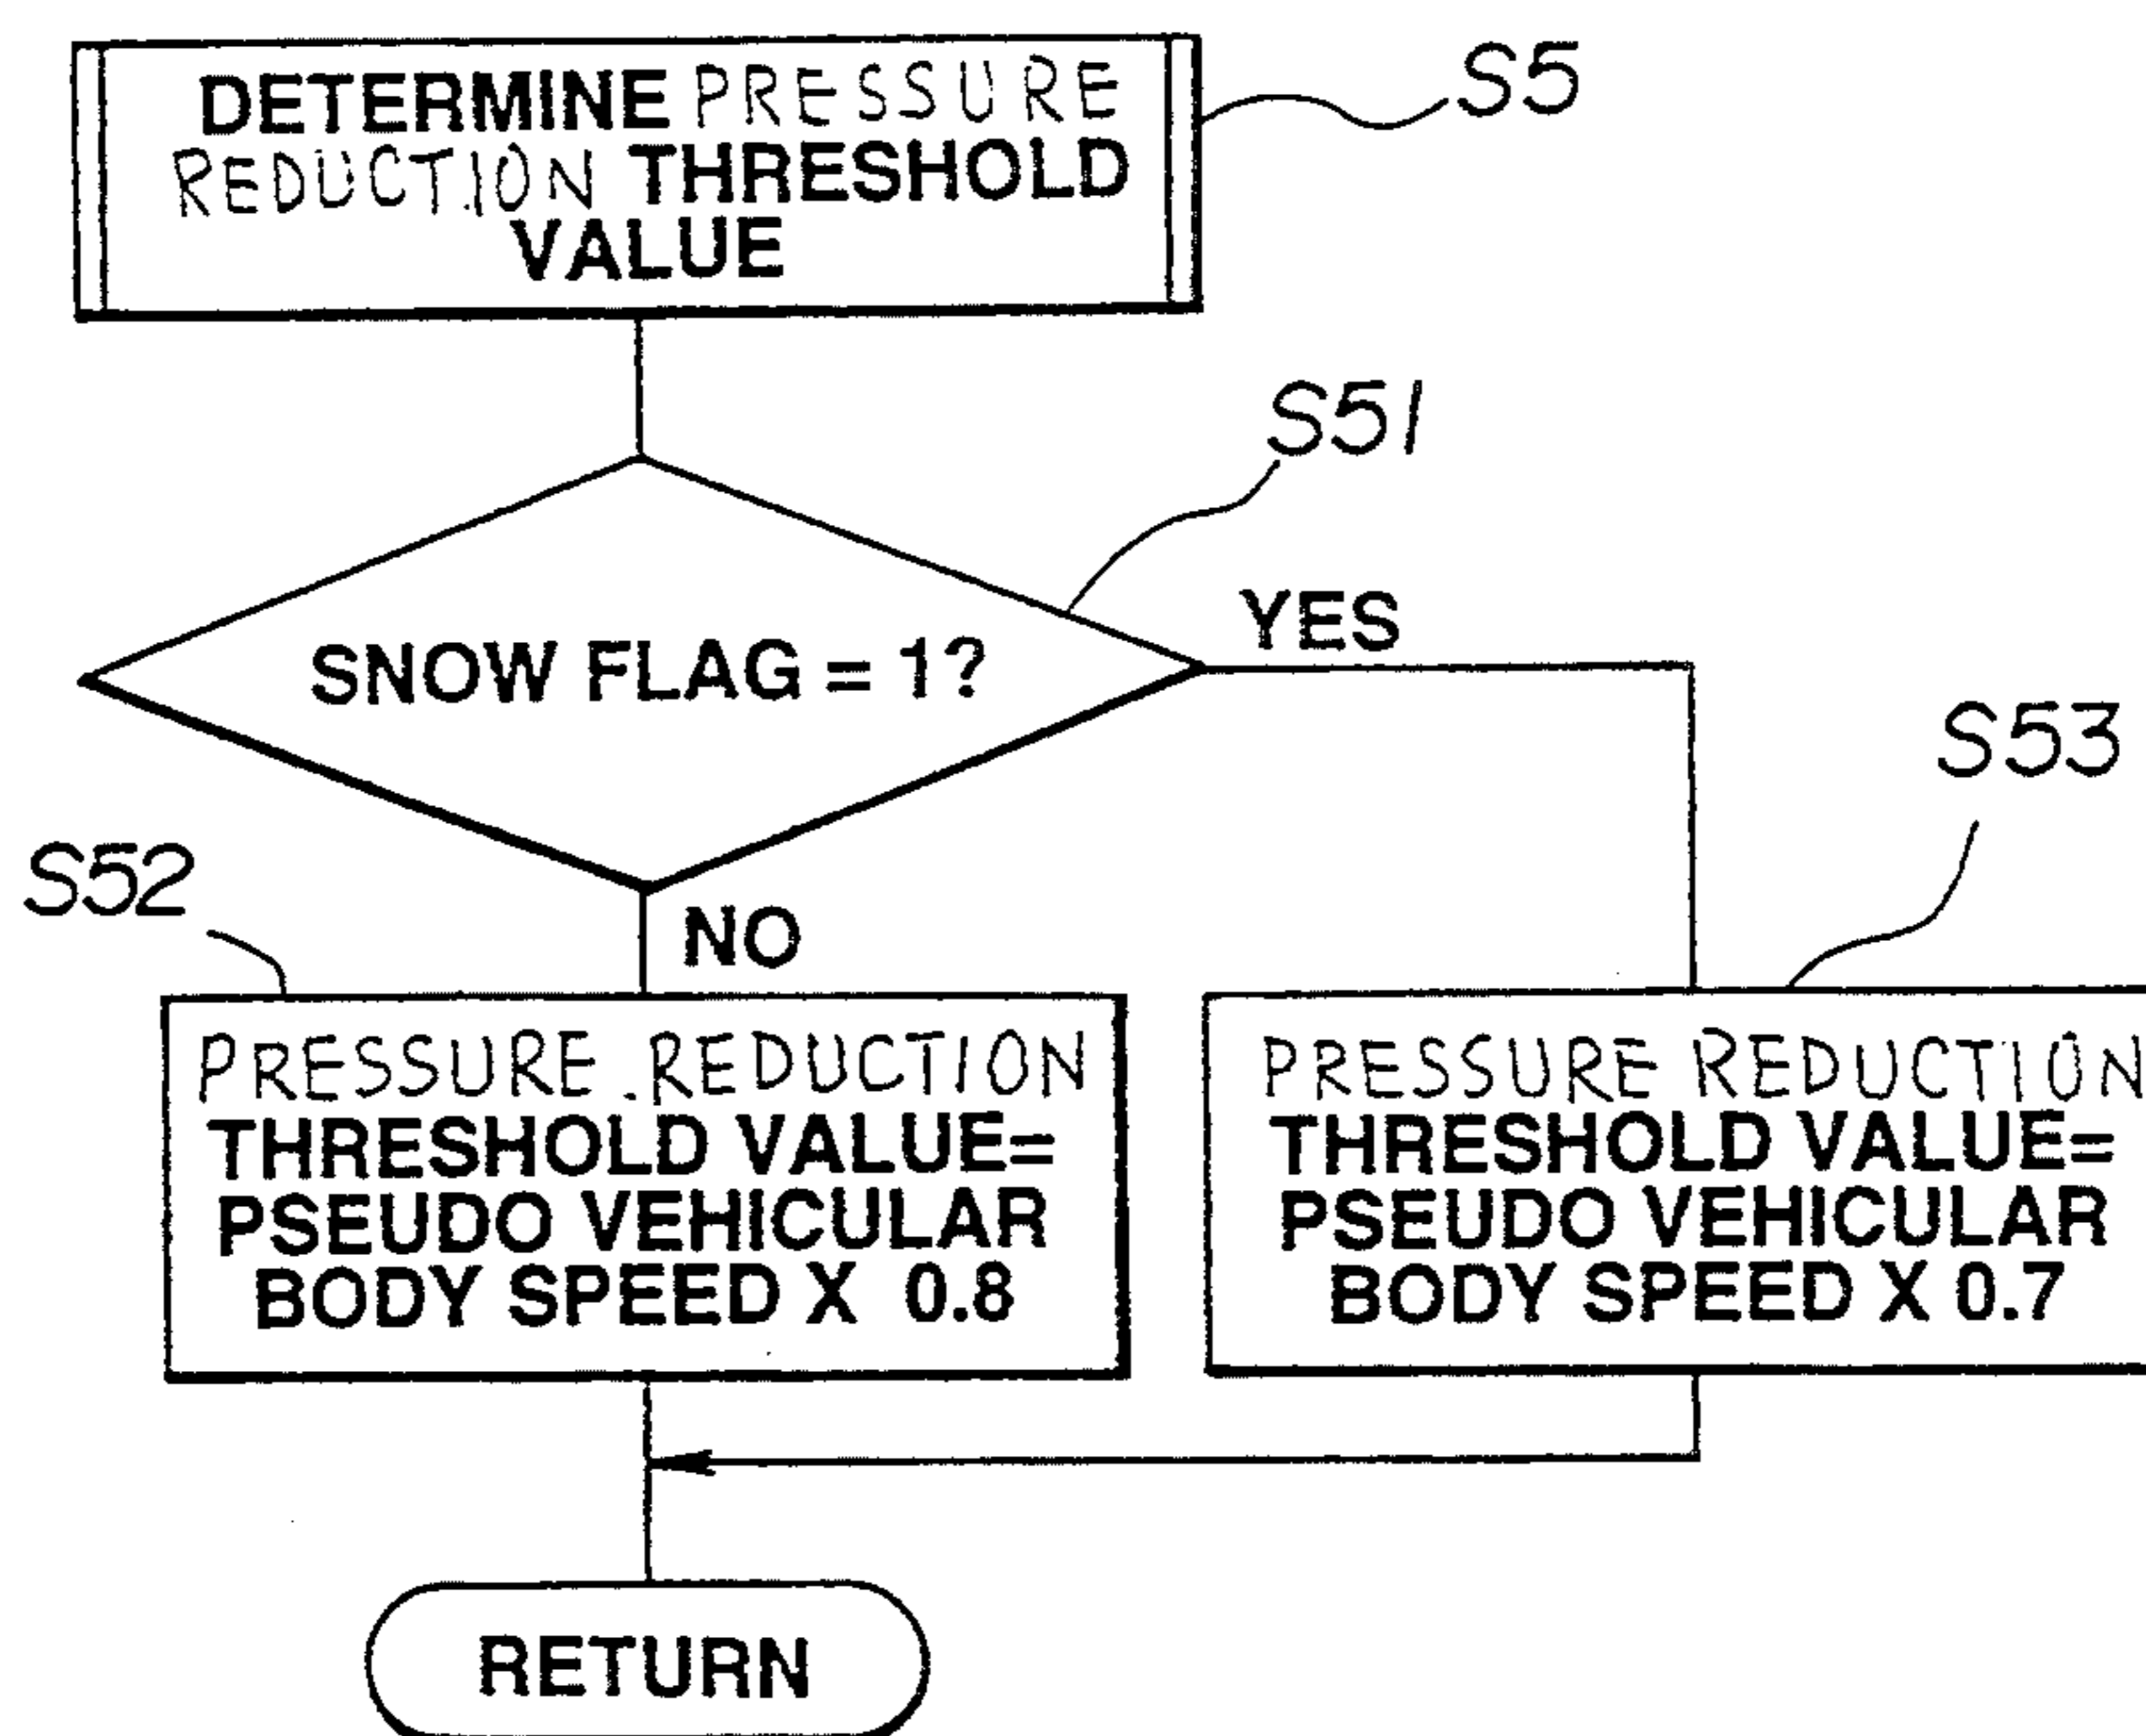 DETERMINE PRESSURE
REDUCTION THRESHOLD
VALUE
S5
S51
SNOW FLAG = 1?
YES
S53
S52
NO
PRESSURE REDUCTION
THRESHOLD VALUE=
PSEUDO VEHICULAR
BODY SPEED X 0.8
PRESSURE REDUCTION
THRESHOLD VALUE=
PSEUDO VEHICULAR
BODY SPEED X 0.7
RETURN